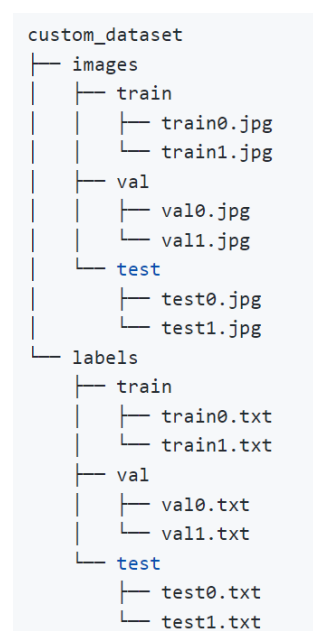 custom_dataset
├── images
│   ├── train
│   │   ├── train0.jpg
│   │   └── train1.jpg
│   ├── val
│   │   ├── val0.jpg
│   │   └── val1.jpg
│   └── test
│       ├── test0.jpg
│       └── test1.jpg
└── labels
    ├── train
    │   ├── train0.txt
    │   └── train1.txt
    ├── val
    │   ├── val0.txt
    │   └── val1.txt
    └── test
        ├── test0.txt
        └── test1.txt